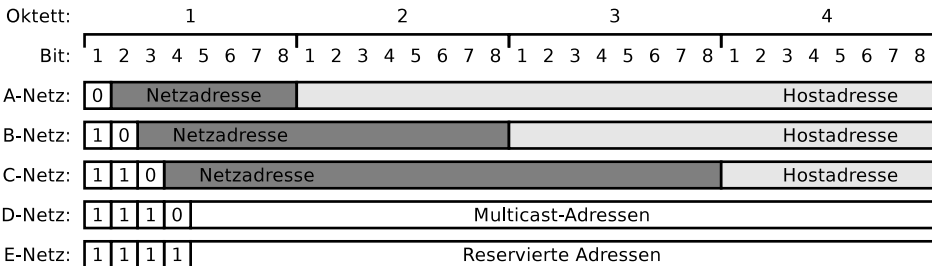 Oktett: 1 2 3 4
Bit: 1 2 3 4 5 6 7 8 1 2 3 4 5 6 7 8 1 2 3 4 5 6 7 8 1 2 3 4 5 6 7 8
A-Netz: 0 Netzadresse Hostadresse
B-Netz: 1 0 Netzadresse Hostadresse
C-Netz: 1 1 0 Netzadresse Hostadresse
D-Netz: 1 1 1 0 Multicast-Adressen
E-Netz: 1 1 1 1 Reservierte Adressen